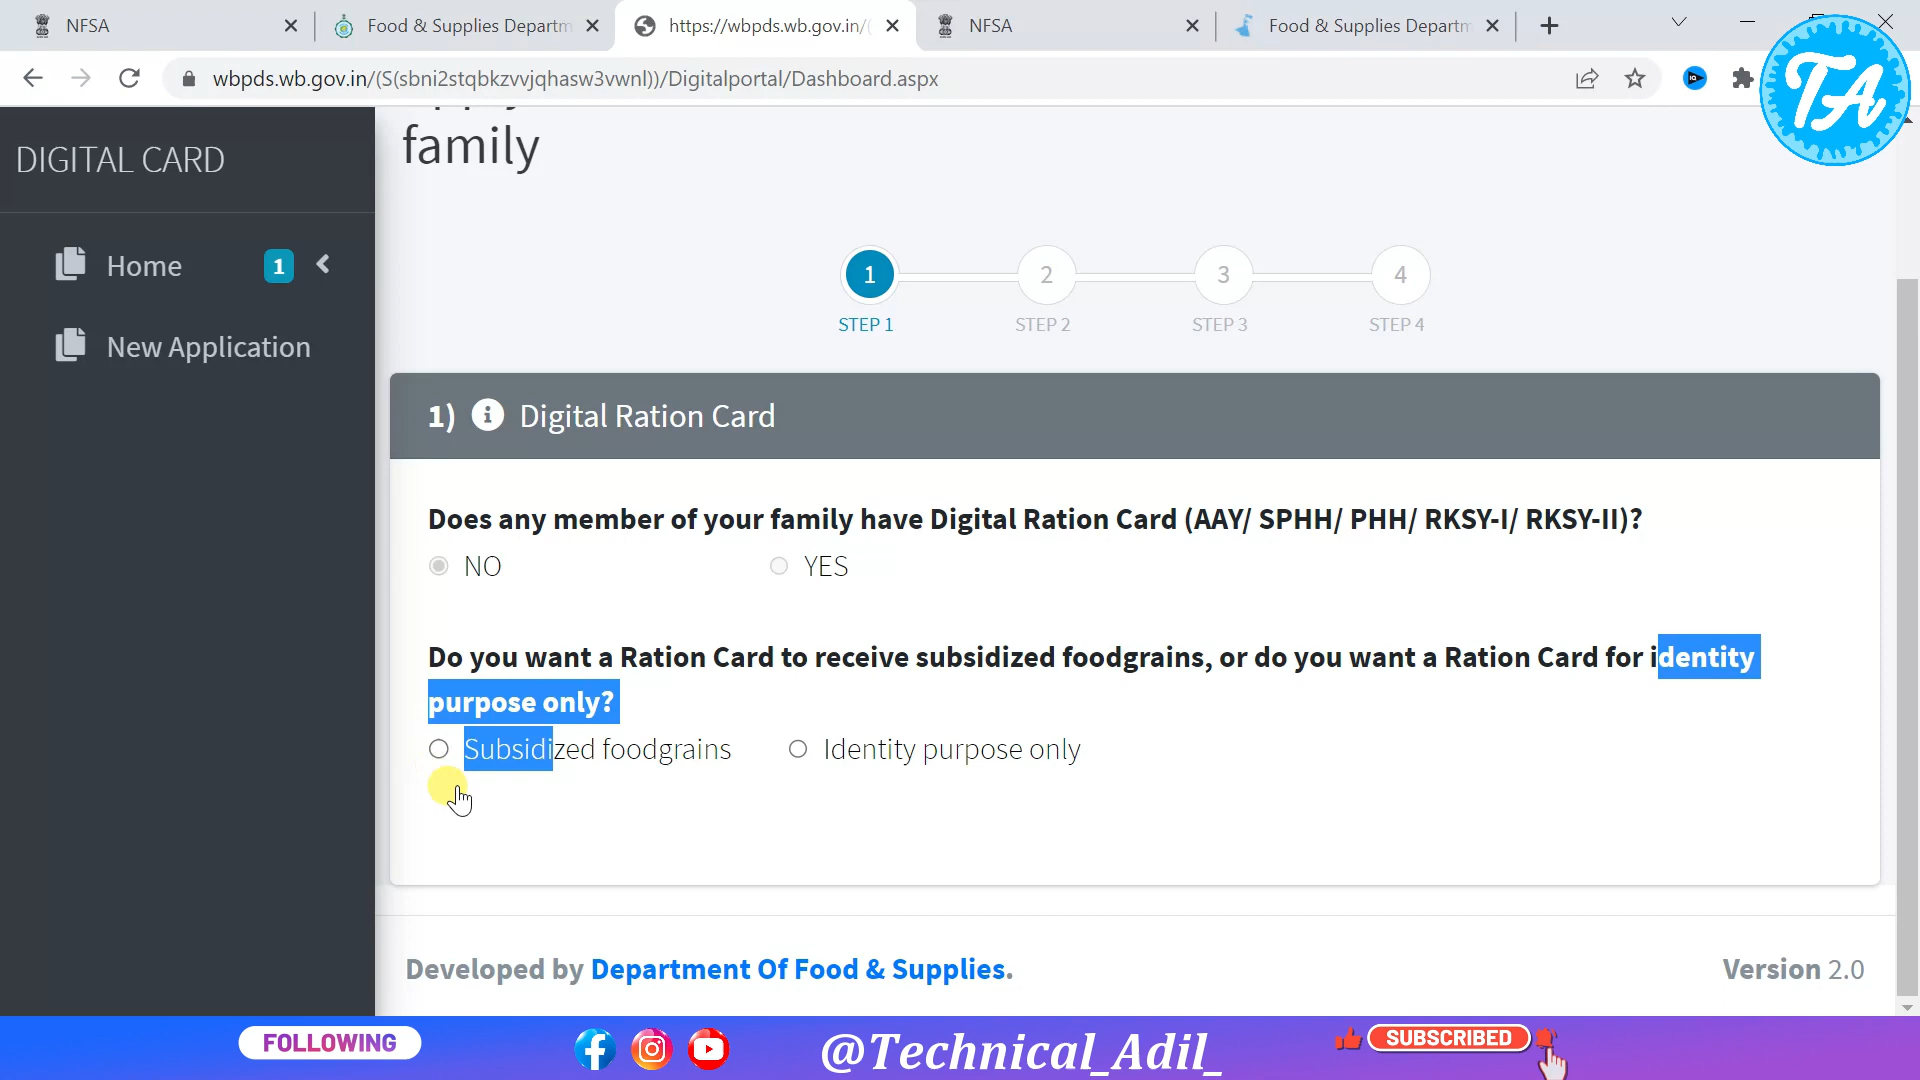 NFSA
Food & Supplies Departm
https://wbpds.wb.gov.in/(
NFSA
Food & Supplies Departm
wbpds.wb.gov.in/(S(sbni2stqbkzvvjqhasw3vwnl))/Digitalportal/Dashboard.aspx
TA
DIGITAL CARD
family
Home 1
New Application
1 2 3 4
STEP 1 STEP 2 STEP 3 STEP 4
1) Digital Ration Card
Does any member of your family have Digital Ration Card (AAY/ SPHH/ PHH/ RKSY-I/ RKSY-II)?
NO YES
Do you want a Ration Card to receive subsidized foodgrains, or do you want a Ration Card for identity
purpose only?
Subsidized foodgrains Identity purpose only
Developed by Department Of Food & Supplies. Version 2.0
FOLLOWING @Technical_Adil_ SUBSCRIBED